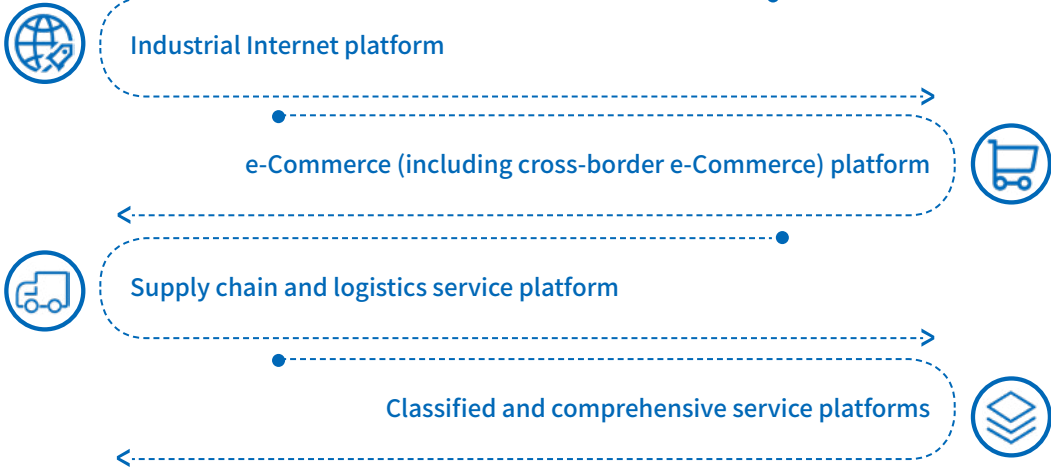 Industrial Internet platform
e-Commerce (including cross-border e-Commerce) platform
Supply chain and logistics service platform
Classified and comprehensive service platforms